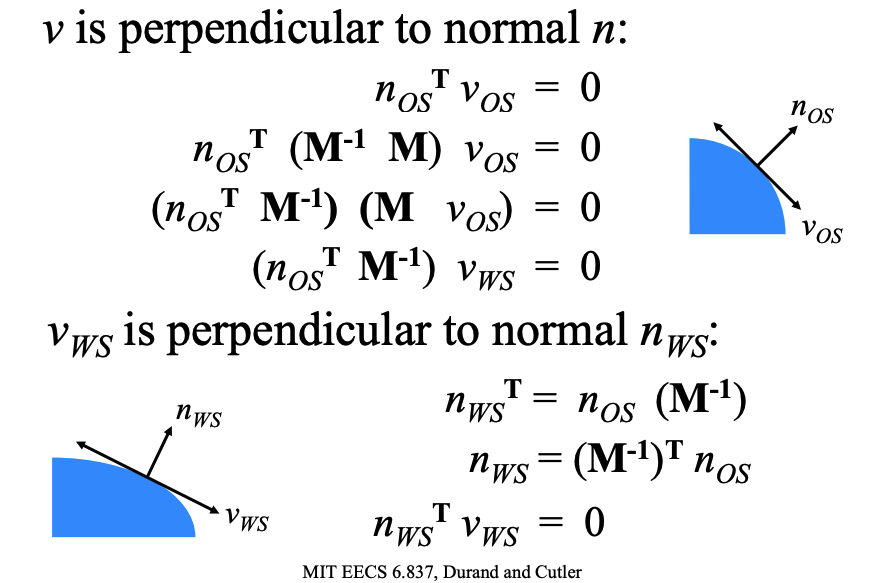 v is perpendicular to normal n:
n_OS^T v_OS = 0
n_OS^T (M^-1 M) v_OS = 0
(n_OS^T M^-1) (M v_OS) = 0
(n_OS^T M^-1) v_WS = 0
n_OS
v_OS
v_WS is perpendicular to normal n_WS:
n_WS^T = n_OS (M^-1)
n_WS = (M^-1)^T n_OS
n_WS^T v_WS = 0
n_WS
v_WS
MIT EECS 6.837, Durand and Cutler